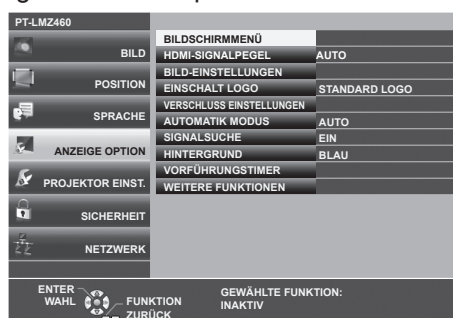 PT-LMZ460
BILD
POSITION
SPRACHE
ANZEIGE OPTION
PROJEKTOR EINST.
SICHERHEIT
NETZWERK
BILDSCHIRMMENÜ
HDMI-SIGNALPEGEL AUTO
BILD-EINSTELLUNGEN
EINSCHALT LOGO STANDARD LOGO
VERSCHLUSS EINSTELLUNGEN
AUTOMATIK MODUS AUTO
SIGNALSUCHE EIN
HINTERGRUND BLAU
VORFÜHRUNGSTIMER
WEITERE FUNKTIONEN
ENTER
WAHL
FUNKTION
ZURÜCK
GEWÄHLTE FUNKTION:
INAKTIV